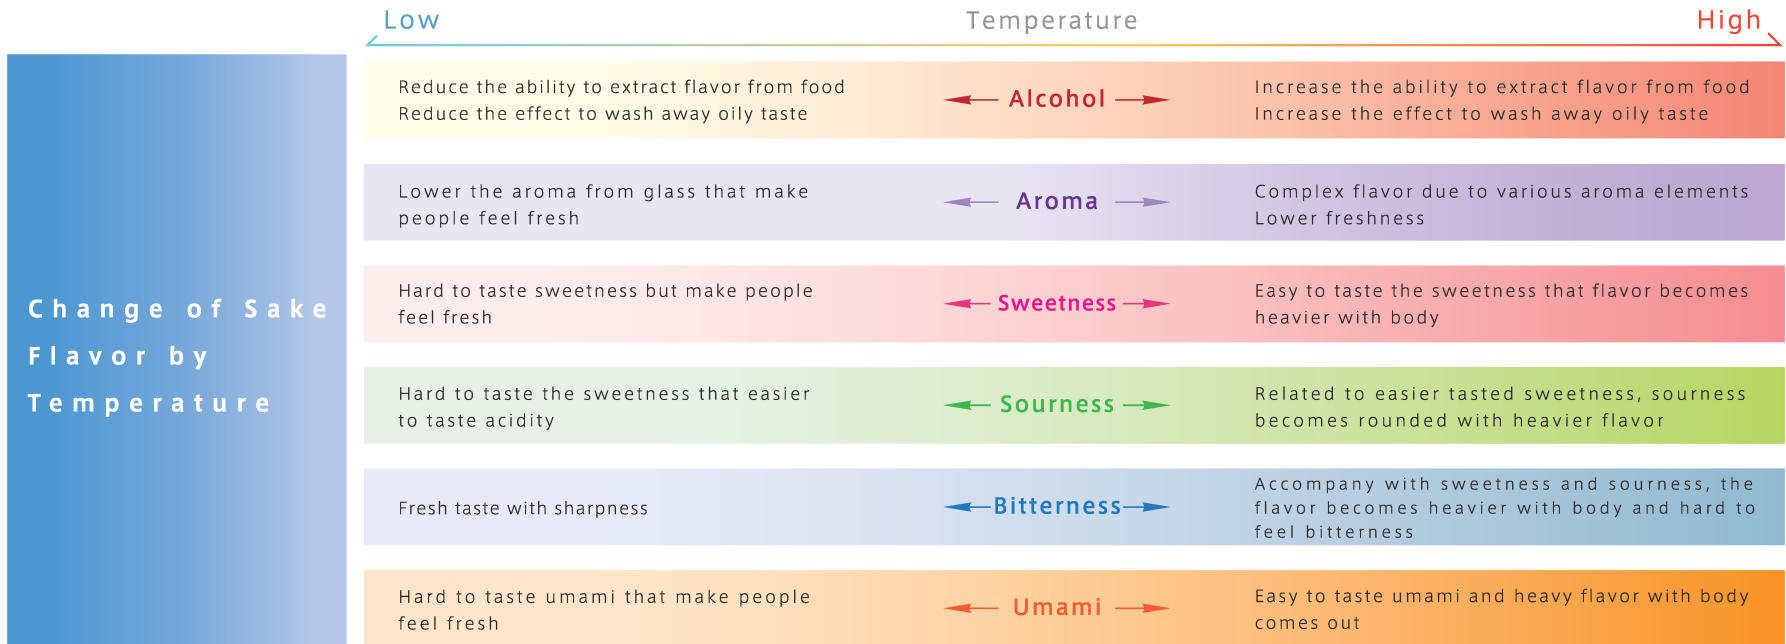 Low Temperature High
Change of Sake
Flavor by
Temperature
Reduce the ability to extract flavor from food
Reduce the effect to wash away oily taste
Alcohol
Increase the ability to extract flavor from food
Increase the effect to wash away oily taste
Lower the aroma from glass that make
people feel fresh
Aroma
Complex flavor due to various aroma elements
Lower freshness
Hard to taste sweetness but make people
feel fresh
Sweetness
Easy to taste the sweetness that flavor becomes
heavier with body
Hard to taste the sweetness that easier
to taste acidity
Sourness
Related to easier tasted sweetness, sourness
becomes rounded with heavier flavor
Fresh taste with sharpness
Bitterness
Accompany with sweetness and sourness, the
flavor becomes heavier with body and hard to
feel bitterness
Hard to taste umami that make people
feel fresh
Umami
Easy to taste umami and heavy flavor with body
comes out